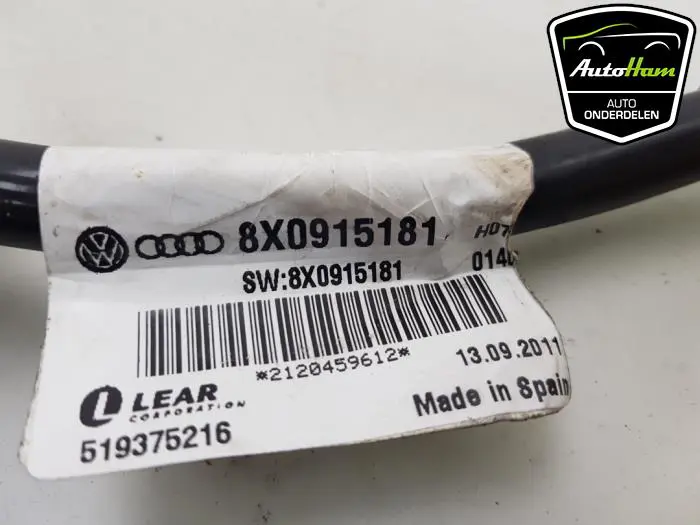 AutoHam
AUTO
ONDERDELEN
8X0915181
SW:8X0915181
*2120459612*
13.09.2011
LEAR
CORPORATION
Made in Spain
519375216